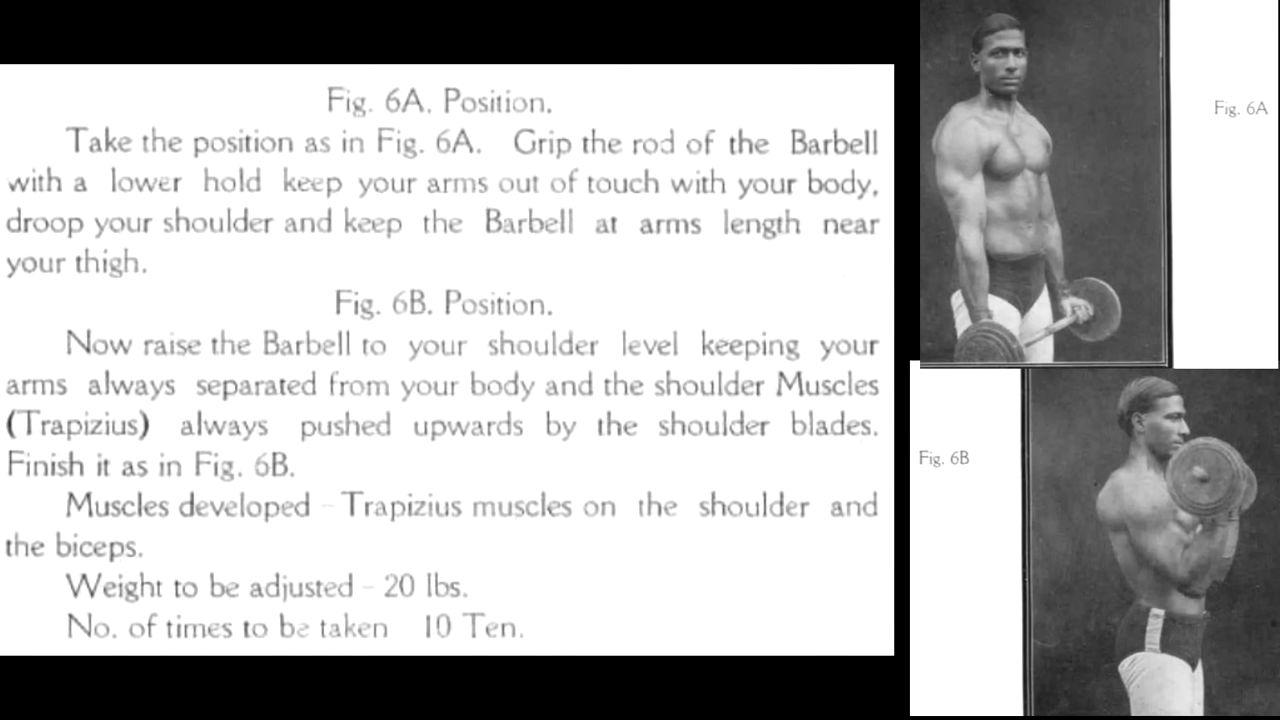 Fig. 6A. Position.
Take the position as in Fig. 6A. Grip the rod of the Barbell
with a lower hold keep your arms out of touch with your body,
droop your shoulder and keep the Barbell at arms length near
your thigh.
Fig. 6B. Position.
Now raise the Barbell to your shoulder level keeping your
arms always separated from your body and the shoulder Muscles
(Trapizius) always pushed upwards by the shoulder blades.
Finish it as in Fig. 6B.
Muscles developed – Trapizius muscles on the shoulder and
the biceps.
Weight to be adjusted – 20 lbs.
No. of times to be taken 10 Ten.
Fig. 6A
Fig. 6B